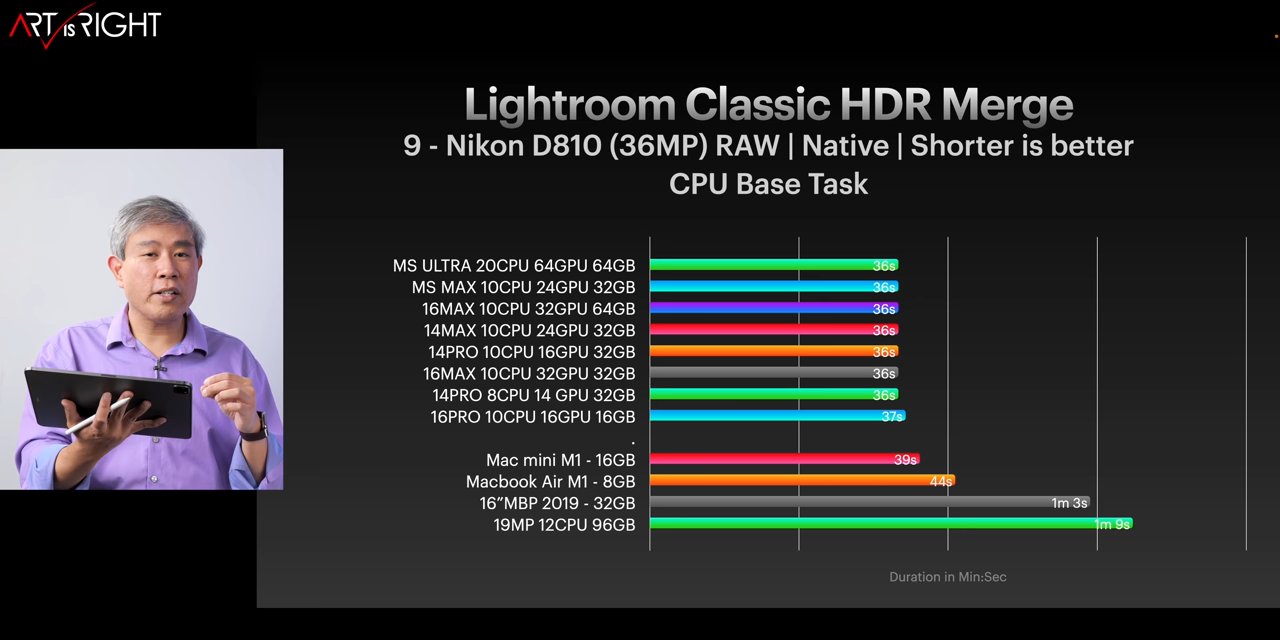 ART IS RIGHT
Lightroom Classic HDR Merge
9 - Nikon D810 (36MP) RAW | Native | Shorter is better
CPU Base Task
MS ULTRA 20CPU 64GPU 64GB 36s
MS MAX 10CPU 24GPU 32GB 36s
16MAX 10CPU 32GPU 64GB 36s
14MAX 10CPU 24GPU 32GB 36s
14PRO 10CPU 16GPU 32GB 36s
16MAX 10CPU 32GPU 32GB 36s
14PRO 8CPU 14 GPU 32GB 36s
16PRO 10CPU 16GPU 16GB 37s
.
Mac mini M1 - 16GB 39s
Macbook Air M1 - 8GB 44s
16”MBP 2019 - 32GB 1m 3s
19MP 12CPU 96GB 1m 9s
Duration in Min:Sec